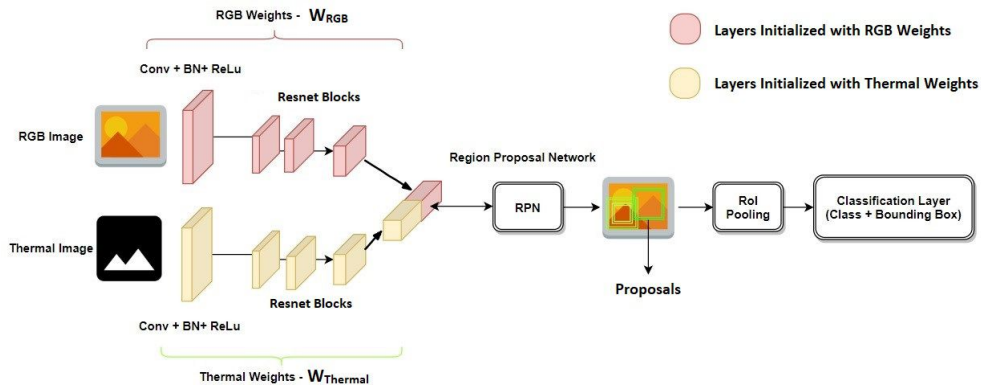 RGB Weights - WRGB
Layers Initialized with RGB Weights
Conv + BN+ ReLu
Layers Initialized with Thermal Weights
Resnet Blocks
RGB Image
Region Proposal Network
RPN
RoI
Pooling
Classification Layer
(Class + Bounding Box)
Thermal Image
Proposals
Resnet Blocks
Conv + BN+ ReLu
Thermal Weights - WThermal